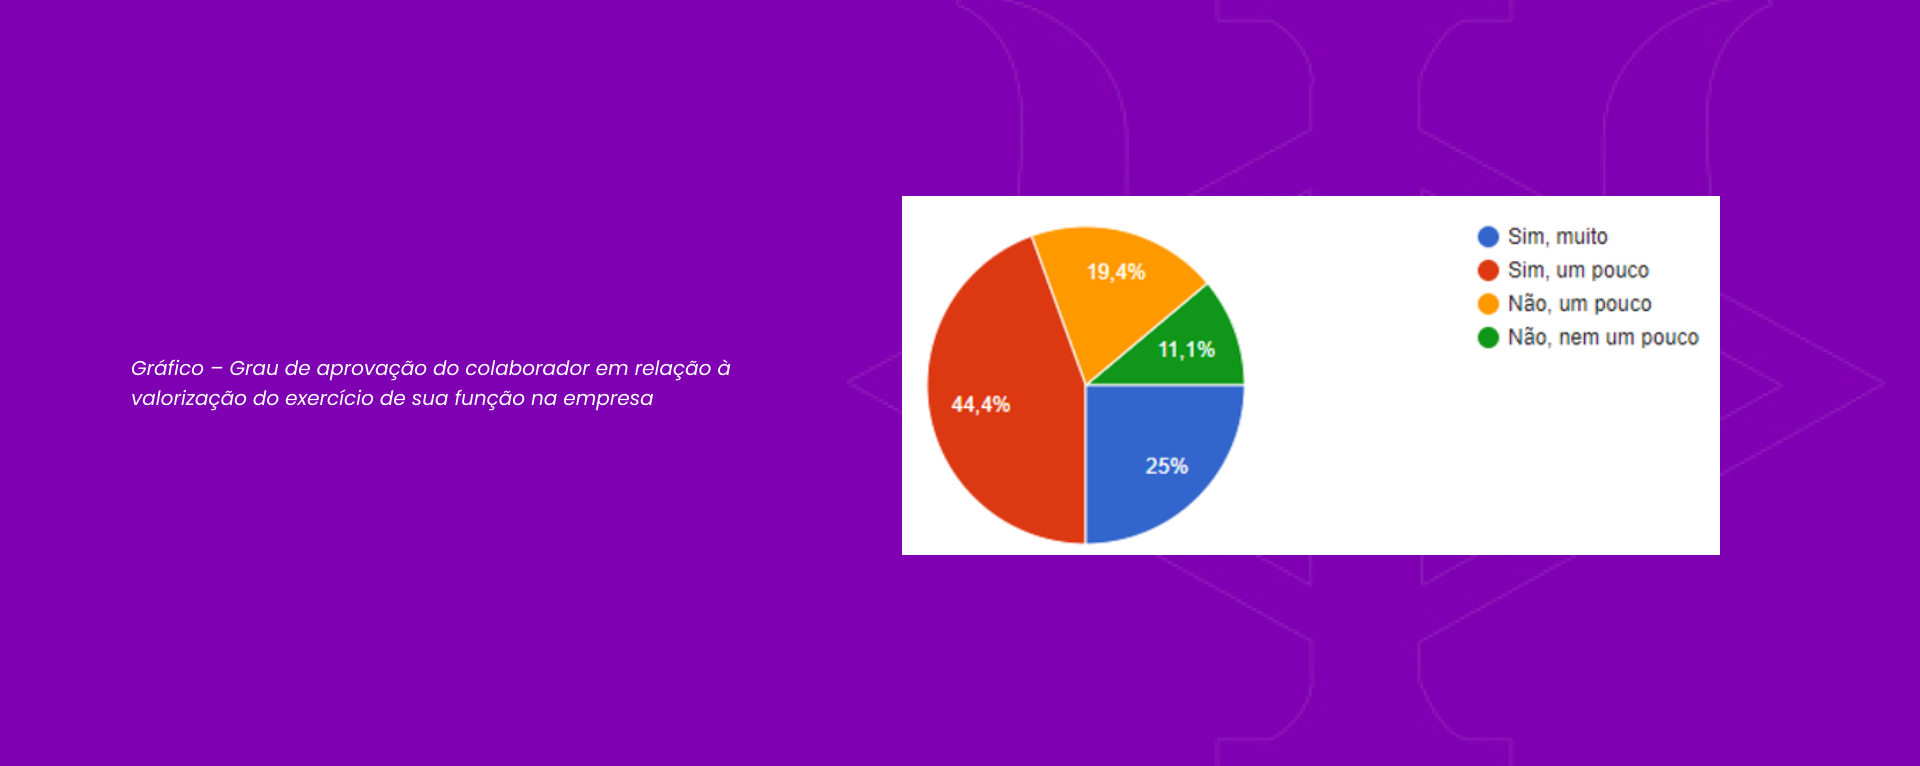 Gráfico – Grau de aprovação do colaborador em relação à
valorização do exercício de sua função na empresa
19,4%
11,1%
44,4%
25%
Sim, muito
Sim, um pouco
Não, um pouco
Não, nem um pouco